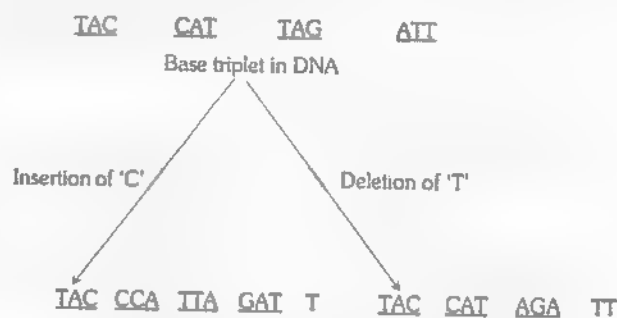 TAC CAT TAG ATT
Base triplet in DNA
Insertion of 'C' Deletion of 'T'
TAC CCA TTA GAT T TAC CAT AGA TT